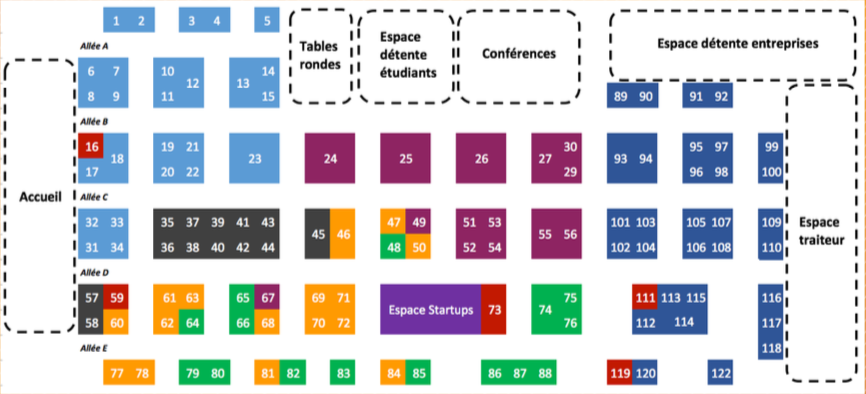 1 2 3 4 5
Allée A
Tables rondes
Espace détente étudiants
Conférences
Espace détente entreprises
6 7 10 12 13 14
8 9 11 15
89 90 91 92
Allée B
16 18 19 21 23 24 25 26 27 30 93 94 95 97 99
17 20 22 29 96 98 100
Accueil
Allée C
32 33 35 37 39 41 43 45 46 47 49 51 53 55 56 101 103 105 107 109
31 34 36 38 40 42 44 48 50 52 54 102 104 106 108 110
Espace traiteur
Allée D
57 59 61 63 65 67 69 71 Espace Startups 73 74 75 111 113 115 116
58 60 62 64 66 68 70 72 76 112 114 117
Allée E
118
77 78 79 80 81 82 83 84 85 86 87 88 119 120 122